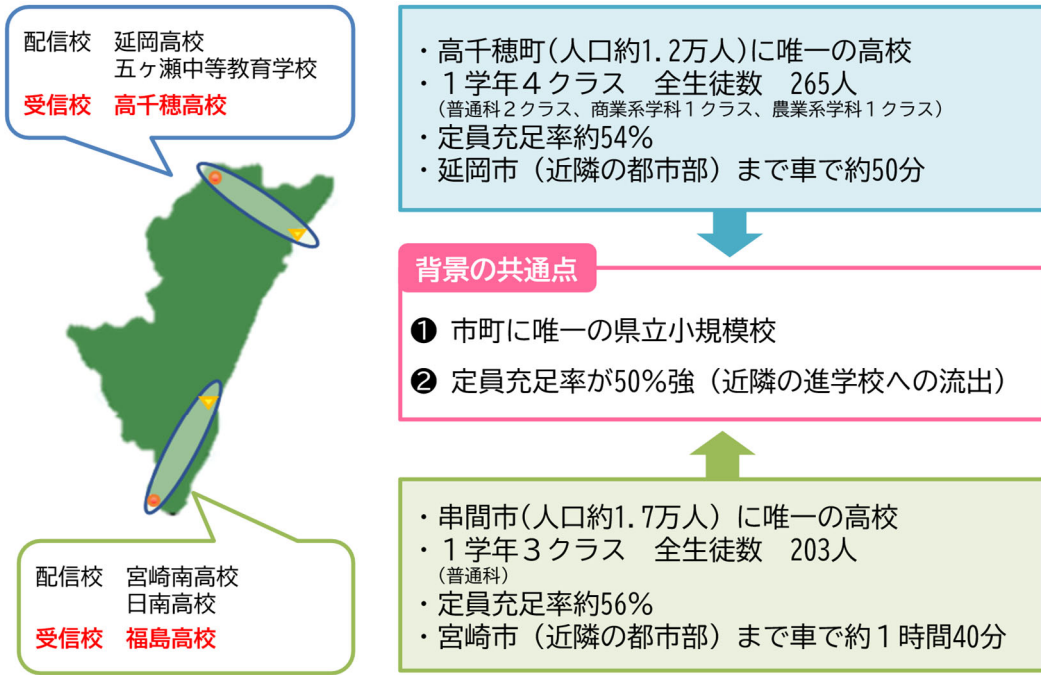 配信校　延岡高校
五ヶ瀬中等教育学校
受信校　高千穂高校
・高千穂町(人口約1.2万人)に唯一の高校
・１学年４クラス　全生徒数　265人
(普通科２クラス、商業系学科１クラス、農業系学科１クラス)
・定員充足率約54%
・延岡市（近隣の都市部）まで車で約50分
背景の共通点
❶ 市町に唯一の県立小規模校
❷ 定員充足率が50%強（近隣の進学校への流出）
配信校　宮崎南高校
日南高校
受信校　福島高校
・串間市(人口約1.7万人）に唯一の高校
・１学年３クラス　全生徒数　203人
(普通科)
・定員充足率約56%
・宮崎市（近隣の都市部）まで車で約１時間40分